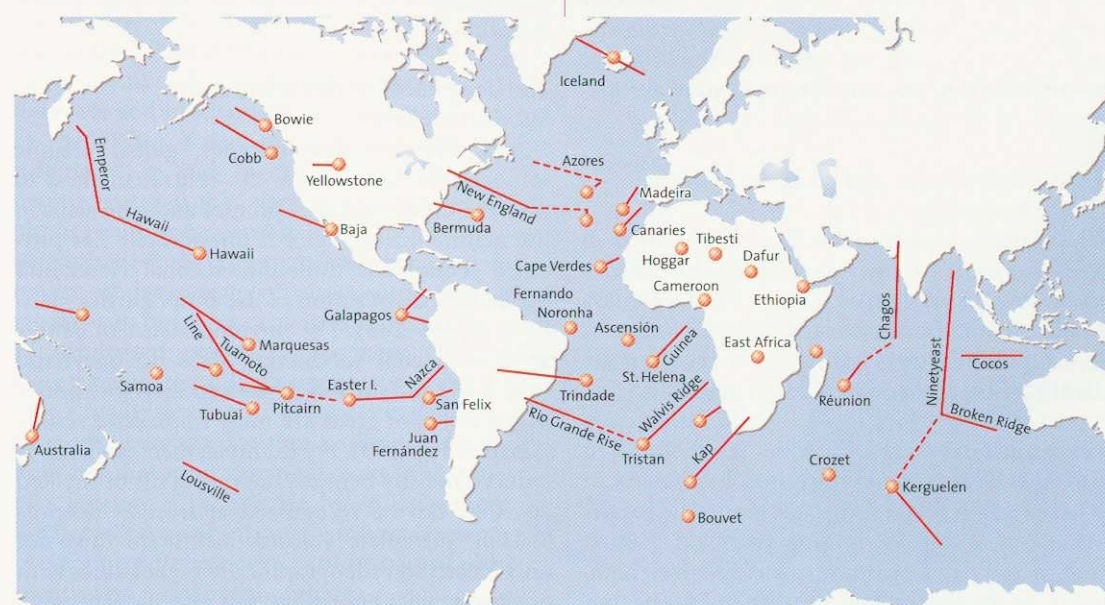 Iceland
Bowie
Cobb
Yellowstone
Emperor
Hawaii
Hawaii
Baja
Azores
New England
Bermuda
Madeira
Canaries
Cape Verdes
Hoggar
Tibesti
Dafur
Cameroon
Ethiopia
Fernando
Noronha
Ascensión
Galapagos
Line
Tuamoto
Marquesas
Samoa
Tubuai
Pitcairn
Easter I.
Nazca
San Felix
Juan
Fernández
Trindade
St. Helena
Guinea
East Africa
Chagos
Réunion
Ninetyeast
Cocos
Broken Ridge
Australia
Lousville
Rio Grande Rise
Walvis Ridge
Tristan
Kap
Bouvet
Crozet
Kerguelen